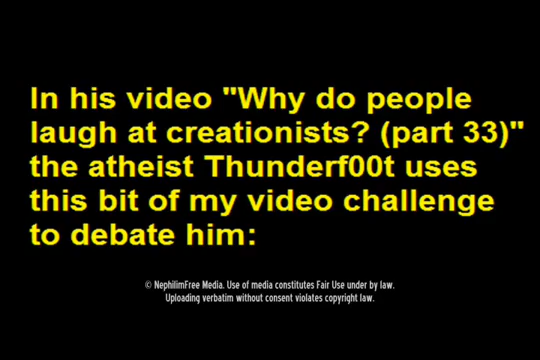 In his video "Why do people
laugh at creationists? (part 33)"
the atheist Thunderf00t uses
this bit of my video challenge
to debate him:
© NephilimFree Media. Use of media constitutes Fair Use under by law.
Uploading verbatim without consent violates copyright law.